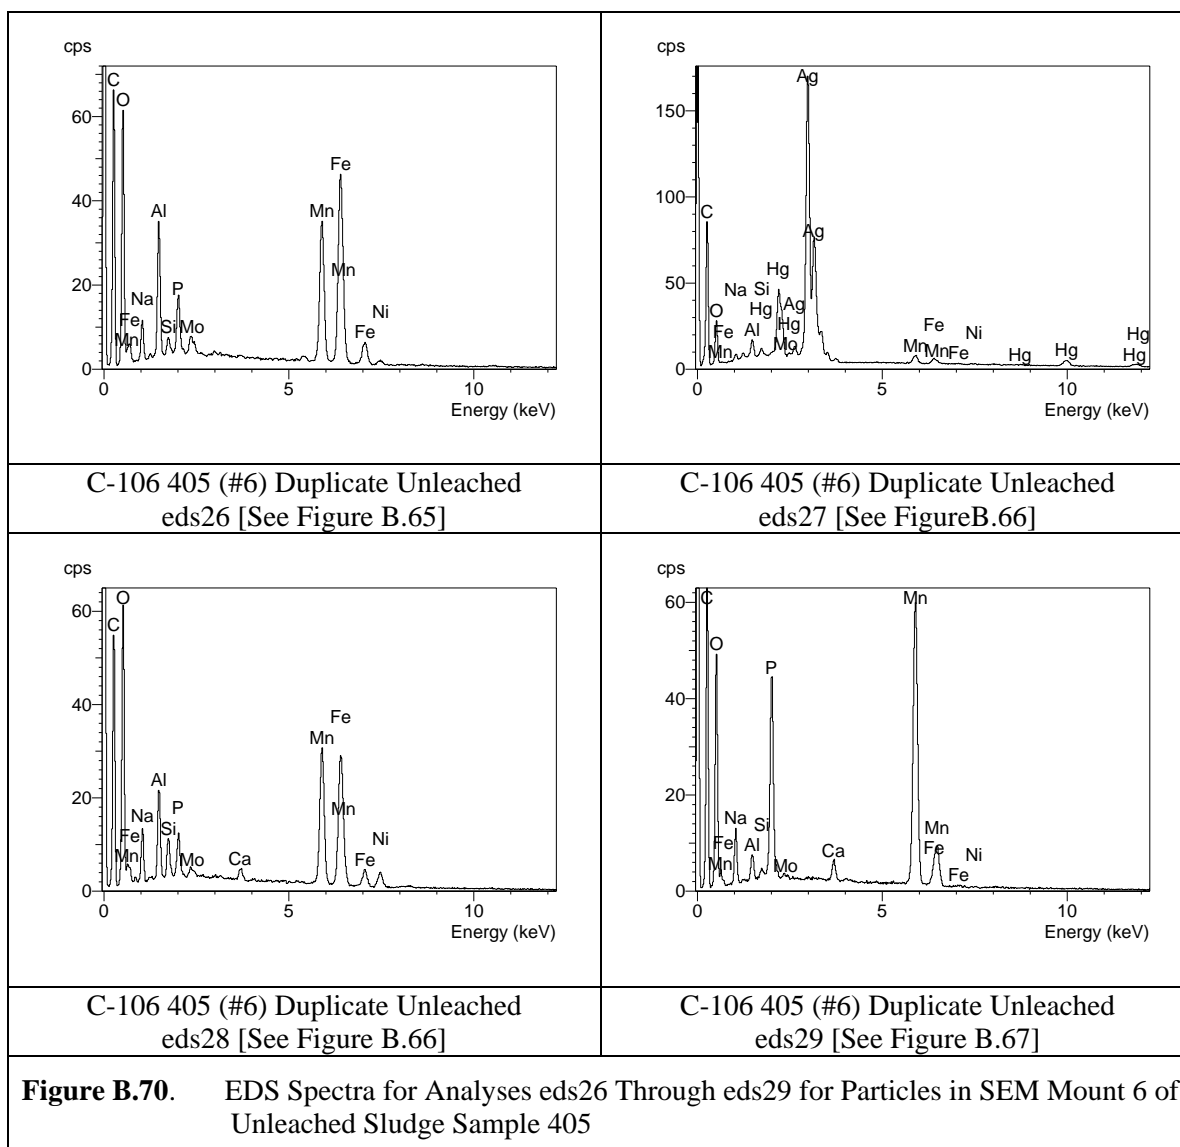 cps
C
O
60
Fe
40
Al
Mn
Mn
20
P
Na
Ni
Fe
Si
Mo
Fe
Mn
0
0 5 10
Energy (keV)
cps
Ag
150
100
C
Ag
Hg
50
Na Si
Ag
O
Hg
Fe
Fe
Ni
Al
Hg
Hg
Hg
Mn
Mo
Mn
Mn
Fe
Hg
Hg
0
0 5 10
Energy (keV)
C-106 405 (#6) Duplicate Unleached
eds26 [See Figure B.65]
C-106 405 (#6) Duplicate Unleached
eds27 [See FigureB.66]
cps
O
60
C
40
Fe
Mn
20
Al
P
Mn
Na
Si
Ni
Fe
Mn
Mo
Ca
Fe
0
0 5 10
Energy (keV)
cps
C
Mn
60
O
P
40
20
Na
Si
Mn
Fe
Al
Fe
Ni
Mn
Mo
Ca
Fe
0
0 5 10
Energy (keV)
C-106 405 (#6) Duplicate Unleached
eds28 [See Figure B.66]
C-106 405 (#6) Duplicate Unleached
eds29 [See Figure B.67]
Figure B.70. EDS Spectra for Analyses eds26 Through eds29 for Particles in SEM Mount 6 of
Unleached Sludge Sample 405